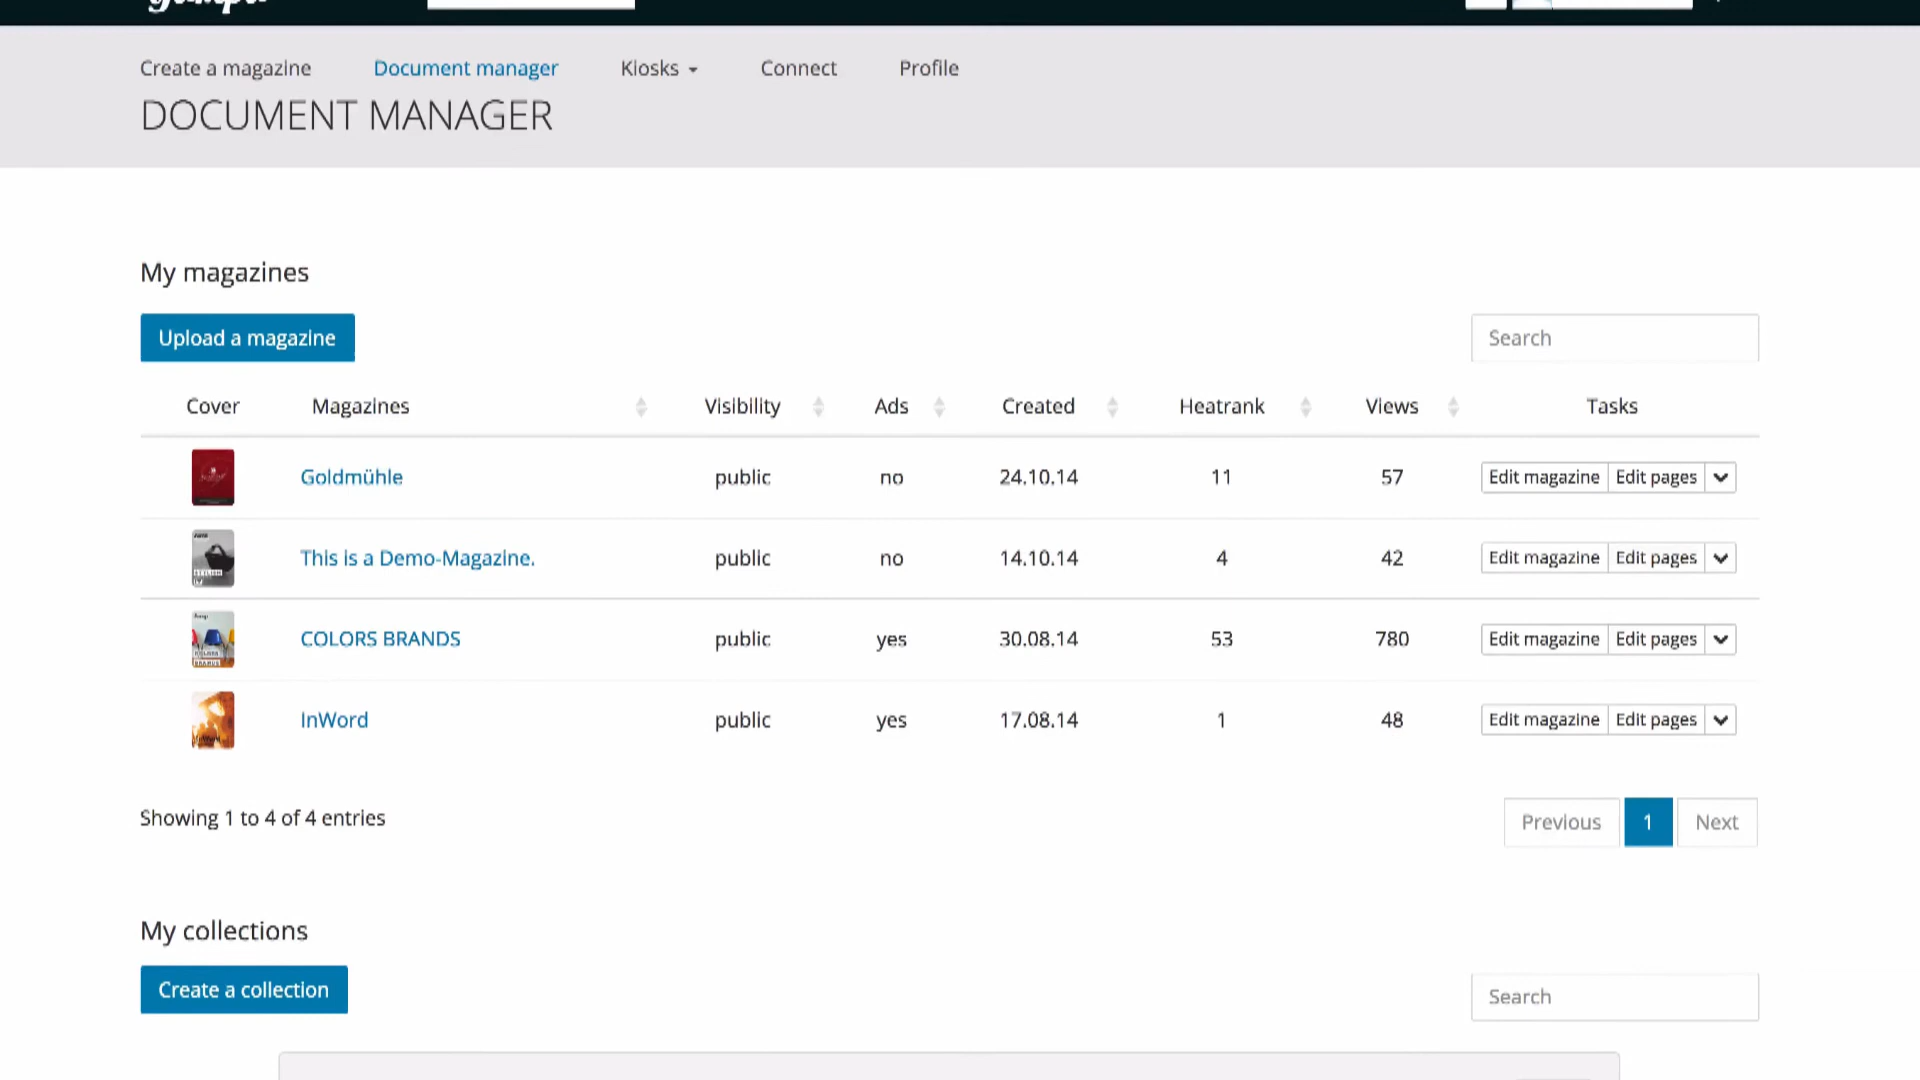 Create a magazine Document manager Kiosks Connect Profile
DOCUMENT MANAGER
My magazines
Upload a magazine Search
Cover Magazines Visibility Ads Created Heatrank Views Tasks
Goldmühle public no 24.10.14 11 57 Edit magazine Edit pages
This is a Demo-Magazine. public no 14.10.14 4 42 Edit magazine Edit pages
COLORS BRANDS public yes 30.08.14 53 780 Edit magazine Edit pages
InWord public yes 17.08.14 1 48 Edit magazine Edit pages
Showing 1 to 4 of 4 entries Previous 1 Next
My collections
Create a collection Search